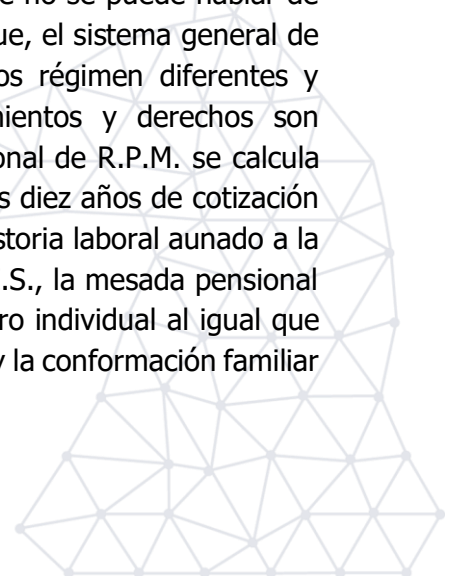 e no se puede hablar de
ue, el sistema general de
os régimen diferentes y
mientos y derechos son
onal de R.P.M. se calcula
s diez años de cotización
storia laboral aunado a la
.S., la mesada pensional
ro individual al igual que
y la conformación familiar